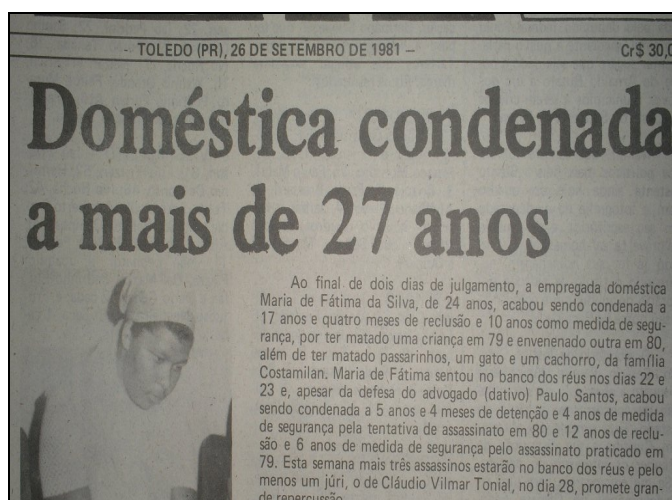 - TOLEDO (PR), 26 DE SETEMBRO DE 1981 -
Cr$ 30,0
Doméstica condenada
a mais de 27 anos
Ao final de dois dias de julgamento, a empregada doméstica
Maria de Fátima da Silva, de 24 anos, acabou sendo condenada a
17 anos e quatro meses de reclusão e 10 anos como medida de segu-
rança, por ter matado uma criança em 79 e envenenado outra em 80,
além de ter matado passarinhos, um gato e um cachorro, da família
Costamilan. Maria de Fátima sentou no banco dos réus nos dias 22 e
23 e, apesar da defesa do advogado (dativo) Paulo Santos, acabou
sendo condenada a 5 anos e 4 meses de detenção e 4 anos de medida
de segurança pela tentativa de assassinato em 80 e 12 anos de reclu-
são e 6 anos de medida de segurança pelo assassinato praticado em
79. Esta semana mais três assassinos estarão no banco dos réus e pelo
menos um júri, o de Cláudio Vilmar Tonial, no dia 28, promete gran-
de repercussão